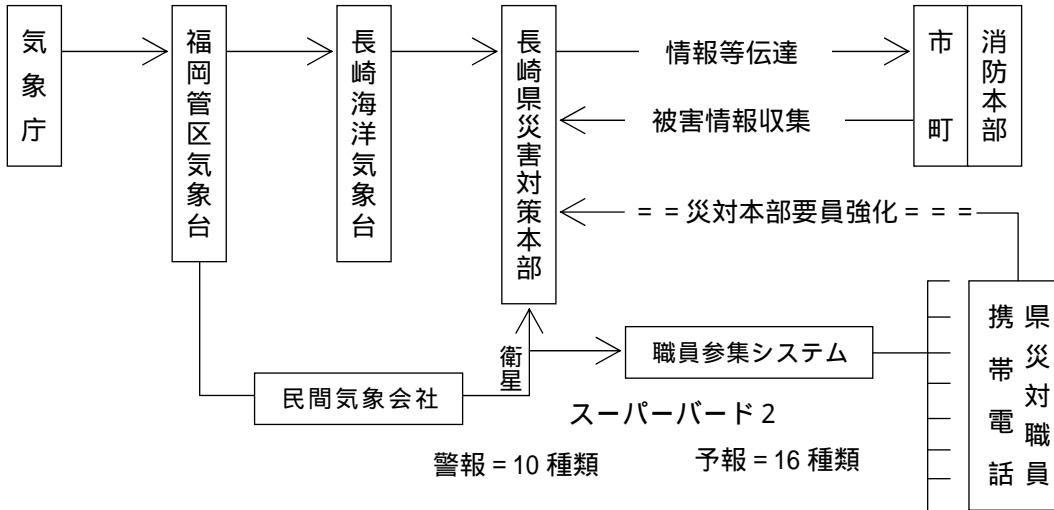 気象庁
福岡管区気象台
長崎海洋気象台
長崎県災害対策本部
情報等伝達
被害情報収集
市町
消防本部
= = 災対本部要員強化 = = =
衛星
職員参集システム
民間気象会社
スーパーバード 2
警報 = 10 種類
予報 = 16 種類
県災対職員
携帯電話